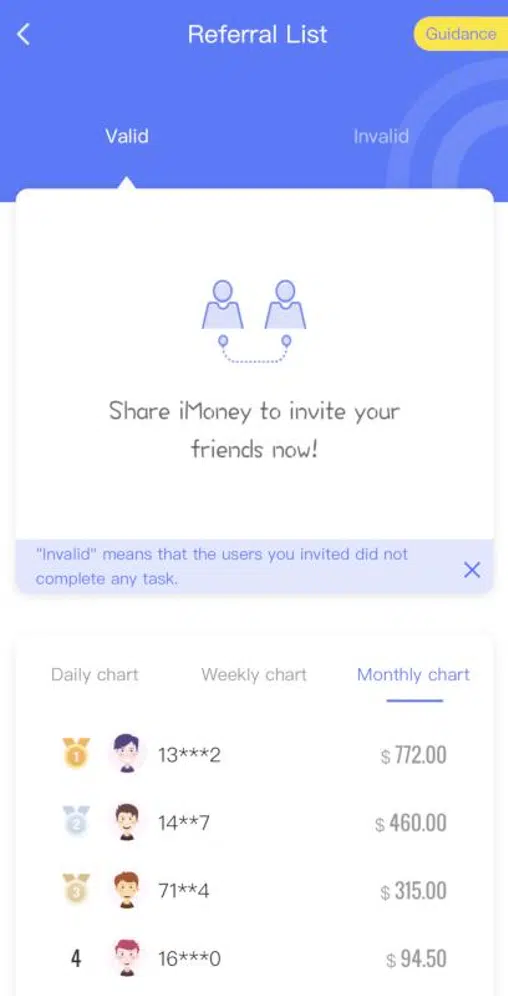 Referral List
Guidance
Valid
Invalid
Share iMoney to invite your
friends now!
"Invalid" means that the users you invited did not
complete any task.
Daily chart
Weekly chart
Monthly chart
1 13***2 $ 772.00
2 14**7 $ 460.00
3 71**4 $ 315.00
4 16***0 $ 94.50